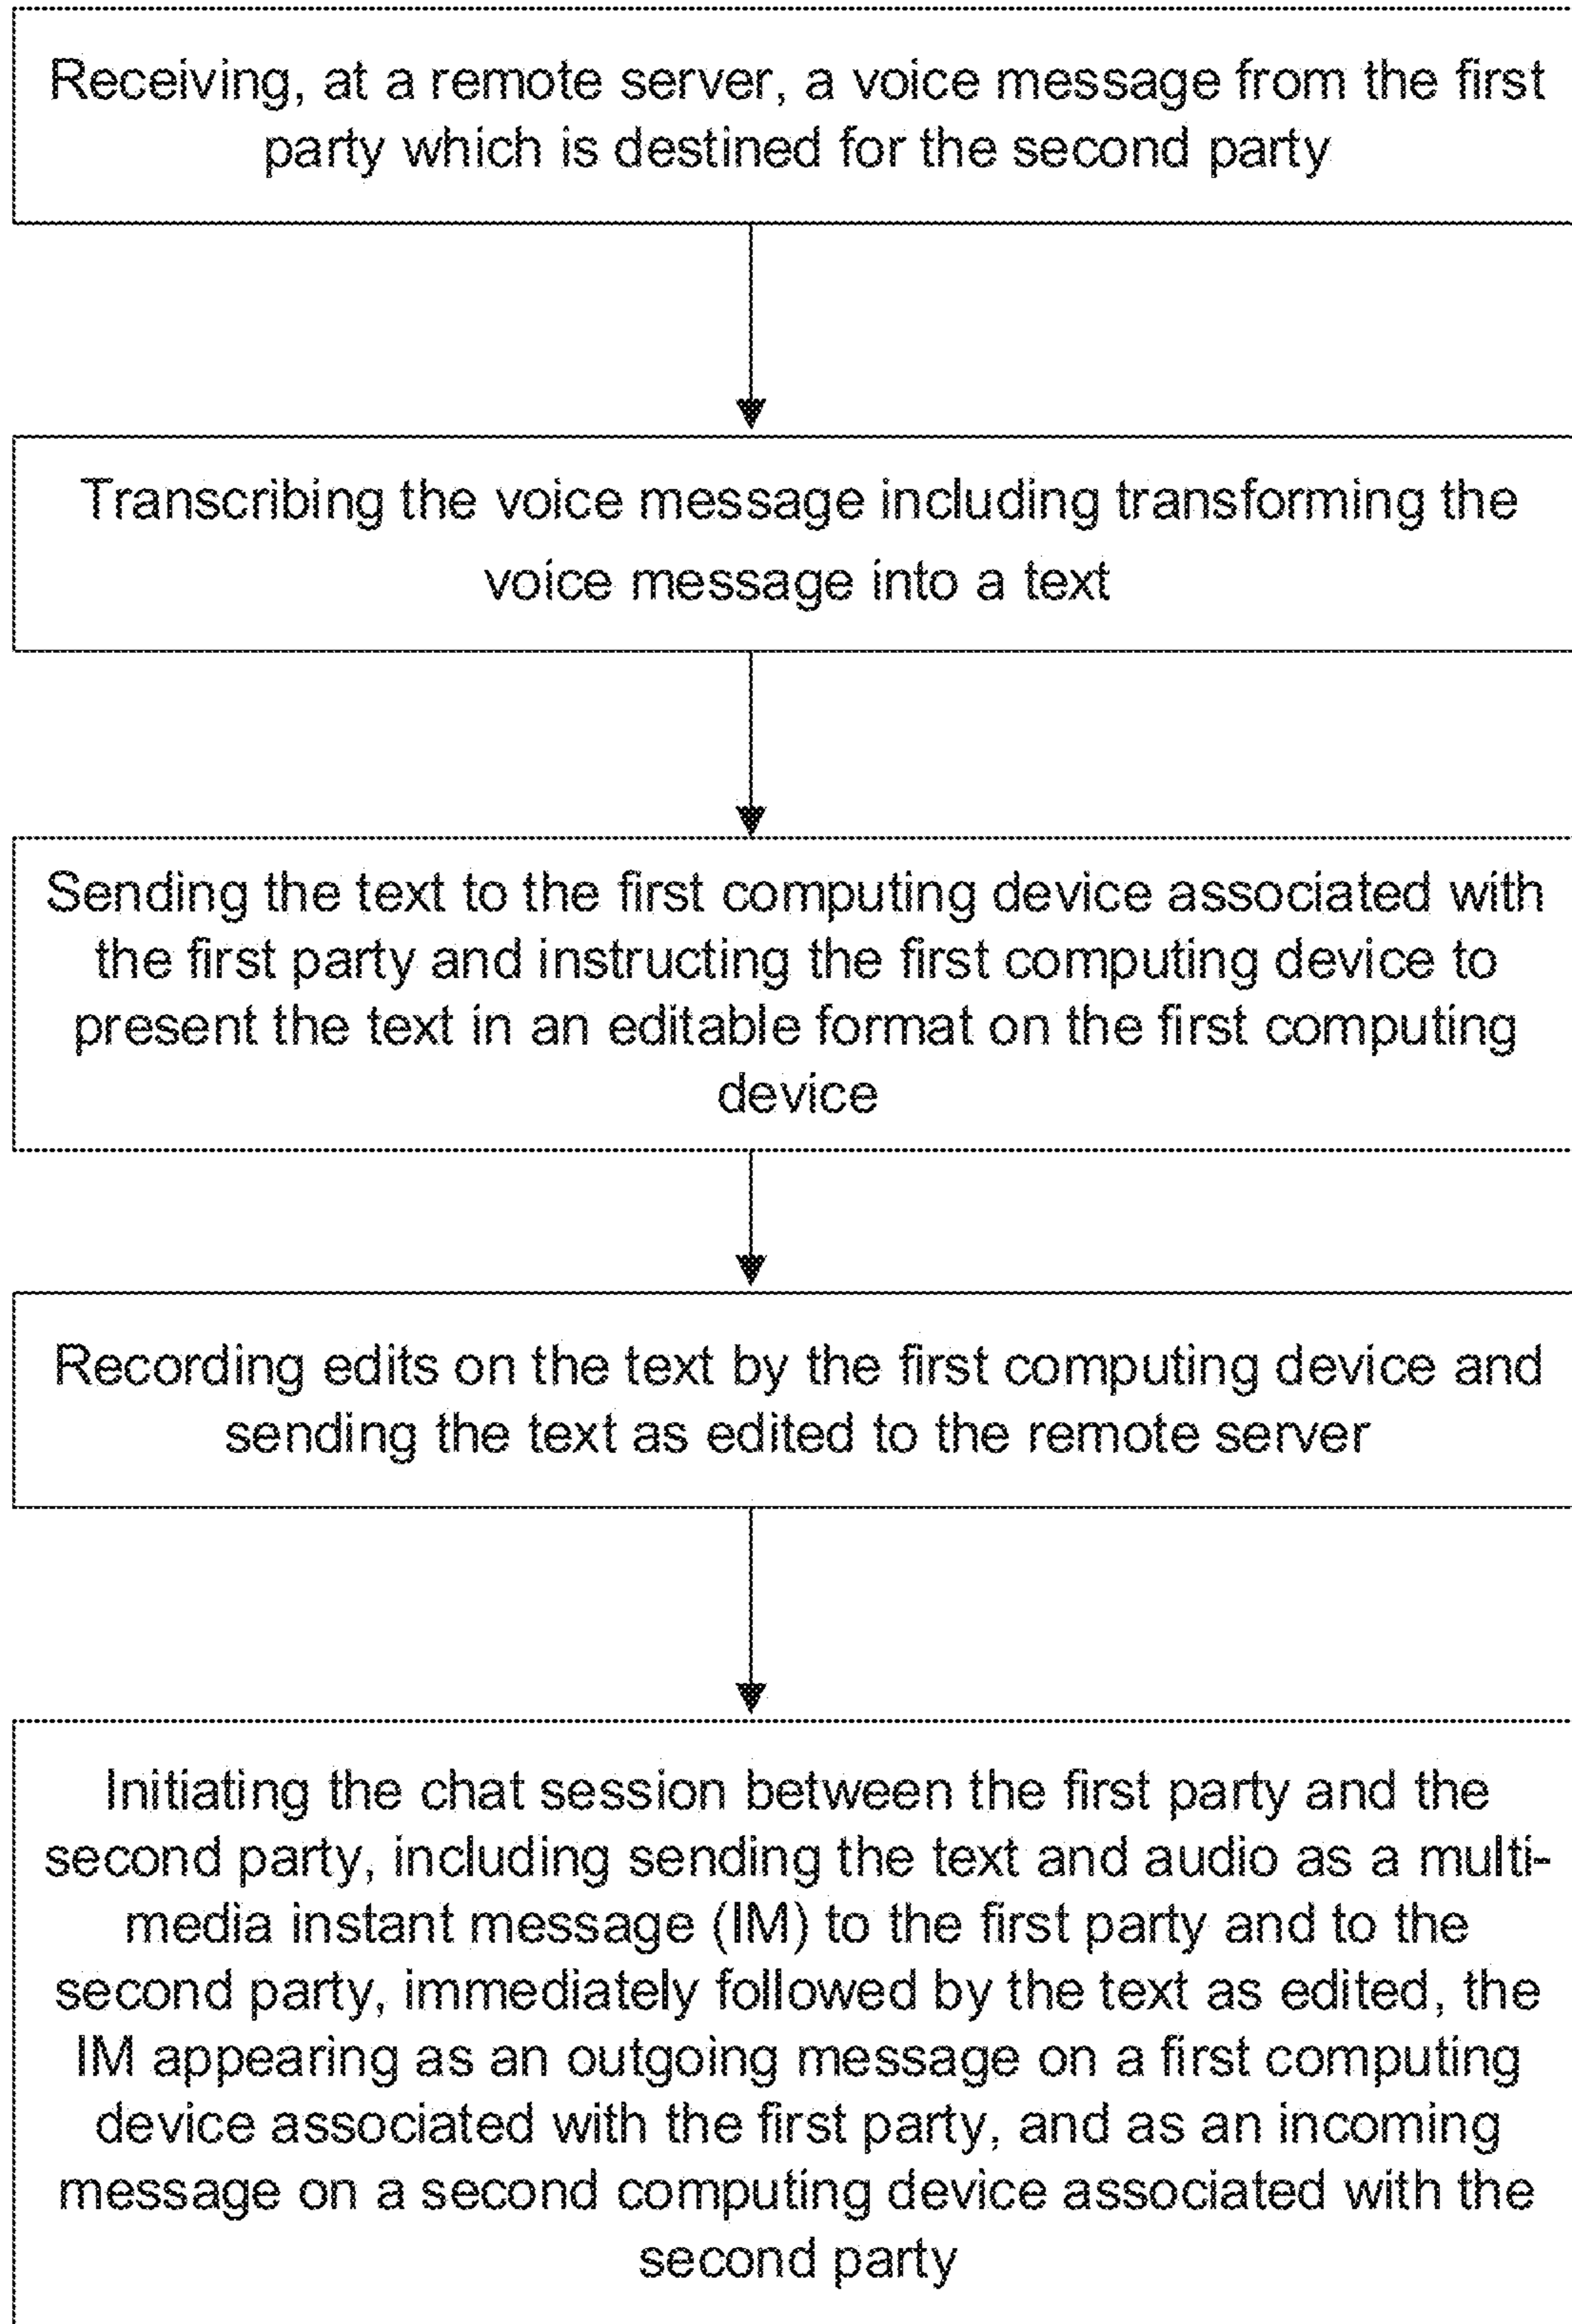 Receiving, at a remote server, a voice message from the first
party which is destined for the second party
Transcribing the voice message including transforming the
voice message into a text
Sending the text to the first computing device associated with
the first party and instructing the first computing device to
present the text in an editable format on the first computing
device
Recording edits on the text by the first computing device and
sending the text as edited to the remote server
Initiating the chat session between the first party and the
second party, including sending the text and audio as a multi-
media instant message (IM) to the first party and to the
second party, immediately followed by the text as edited, the
IM appearing as an outgoing message on a first computing
device associated with the first party, and as an incoming
message on a second computing device associated with the
second party